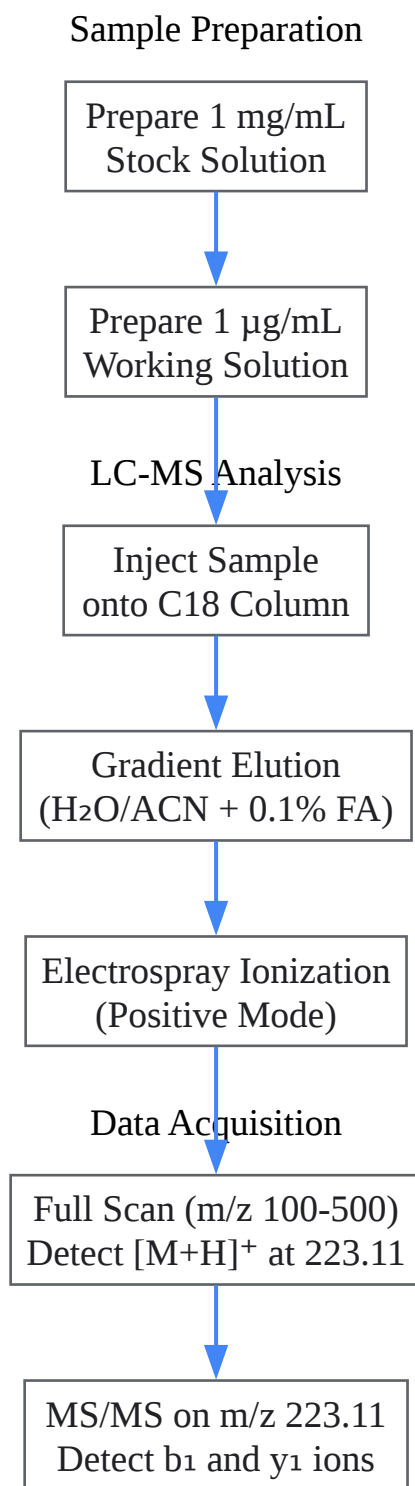 Sample Preparation
Prepare 1 mg/mL
Stock Solution
Prepare 1 µg/mL
Working Solution
LC-MS Analysis
Inject Sample
onto C18 Column
Gradient Elution
(H₂O/ACN + 0.1% FA)
Electrospray Ionization
(Positive Mode)
Data Acquisition
Full Scan (m/z 100-500)
Detect [M+H]⁺ at 223.11
MS/MS on m/z 223.11
Detect b₁ and y₁ ions